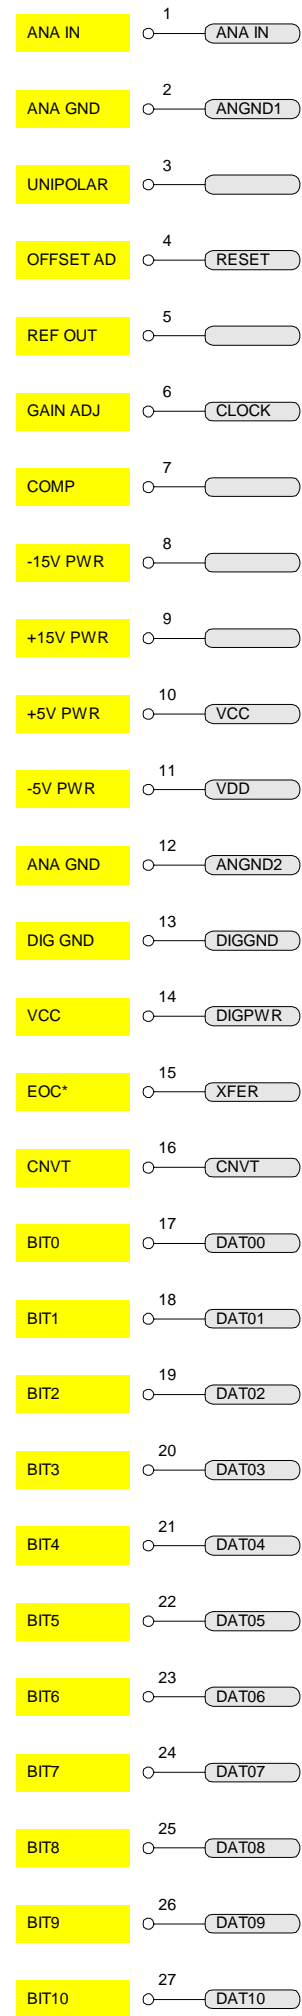 1
ANA IN ANA IN
2
ANA GND ANGND1
3
UNIPOLAR
4
OFFSET AD RESET
5
REF OUT
6
GAIN ADJ CLOCK
7
COMP
8
-15V PWR
9
+15V PWR
10
+5V PWR VCC
11
-5V PWR VDD
12
ANA GND ANGND2
13
DIG GND DIGGND
14
VCC DIGPWR
15
EOC* XFER
16
CNVT CNVT
17
BIT0 DAT00
18
BIT1 DAT01
19
BIT2 DAT02
20
BIT3 DAT03
21
BIT4 DAT04
22
BIT5 DAT05
23
BIT6 DAT06
24
BIT7 DAT07
25
BIT8 DAT08
26
BIT9 DAT09
27
BIT10 DAT10